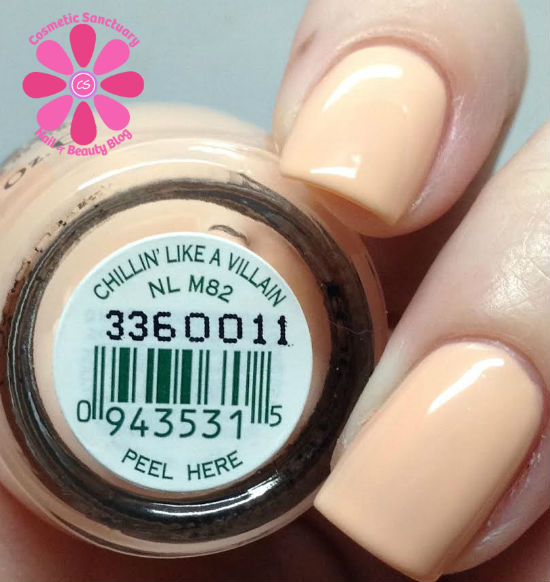 Cosmetic Sanctuary
CS
Nail & Beauty Blog
CHILLIN' LIKE A VILLAIN
NL M82
3360011
0 943531 5
PEEL HERE